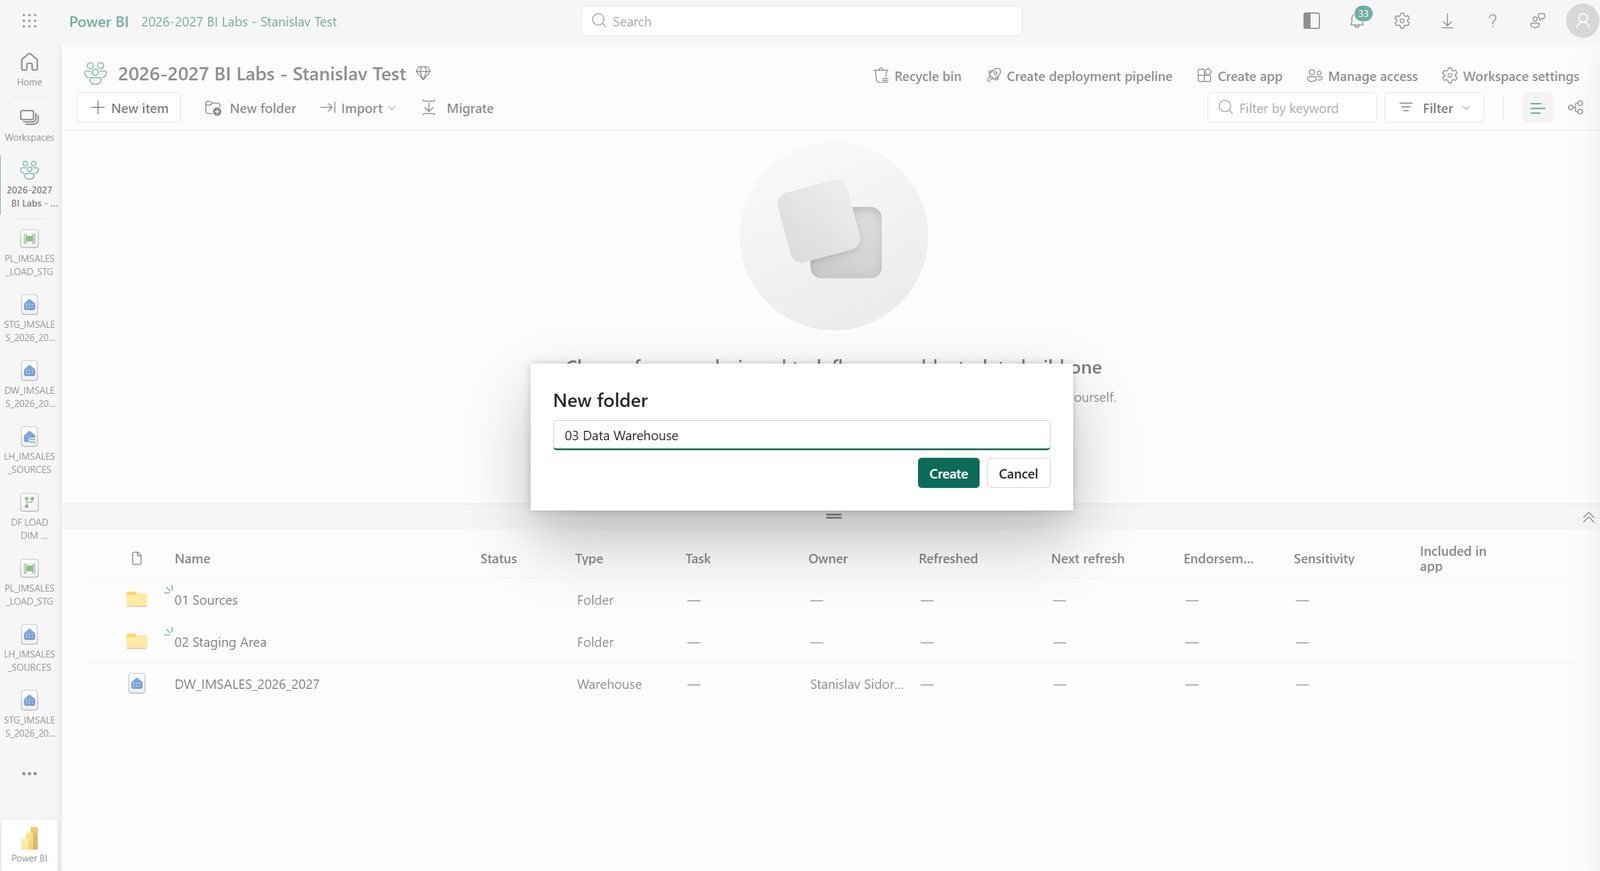 Power BI 2026-2027 BI Labs - Stanislav Test
Search
33
Home
Workspaces
2026-2027
BI Labs - ...
PL_IMSALES
_LOAD_STG
STG_IMSALE
S_2026_20...
DW_IMSALE
S_2026_20...
LH_IMSALES
_SOURCES
DF LOAD
DIM ...
PL_IMSALES
_LOAD_STG
LH_IMSALES
_SOURCES
STG_IMSALE
S_2026_20...
Power BI
2026-2027 BI Labs - Stanislav Test
Recycle bin Create deployment pipeline Create app Manage access Workspace settings
New item New folder Import Migrate
Filter by keyword Filter
one
ourself.
New folder
03 Data Warehouse
Create Cancel
Name Status Type Task Owner Refreshed Next refresh Endorsem... Sensitivity Included in
app
01 Sources Folder — — — — — —
02 Staging Area Folder — — — — — —
DW_IMSALES_2026_2027 Warehouse — Stanislav Sidor... — — — —